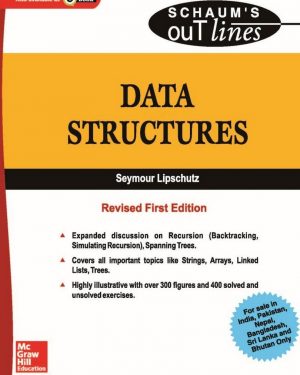 SCHAUM'S
OUTlines
DATA
STRUCTURES
Seymour Lipschutz
Revised First Edition
Expanded discussion on Recursion (Backtracking,
Simulating Recursion), Spanning Trees.
Covers all important topics like Strings, Arrays, Linked
Lists, Trees.
Highly illustrative with over 300 figures and 400 solved and
unsolved exercises.
For sale in
India, Pakistan,
Nepal,
Bangladesh,
Sri Lanka and
Bhutan Only
Mc
Graw
Hill
Education